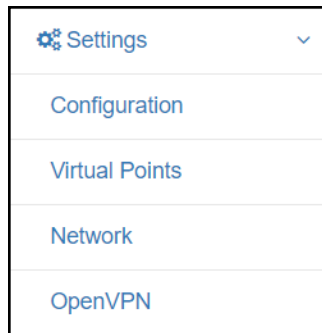 Settings
Configuration
Virtual Points
Network
OpenVPN